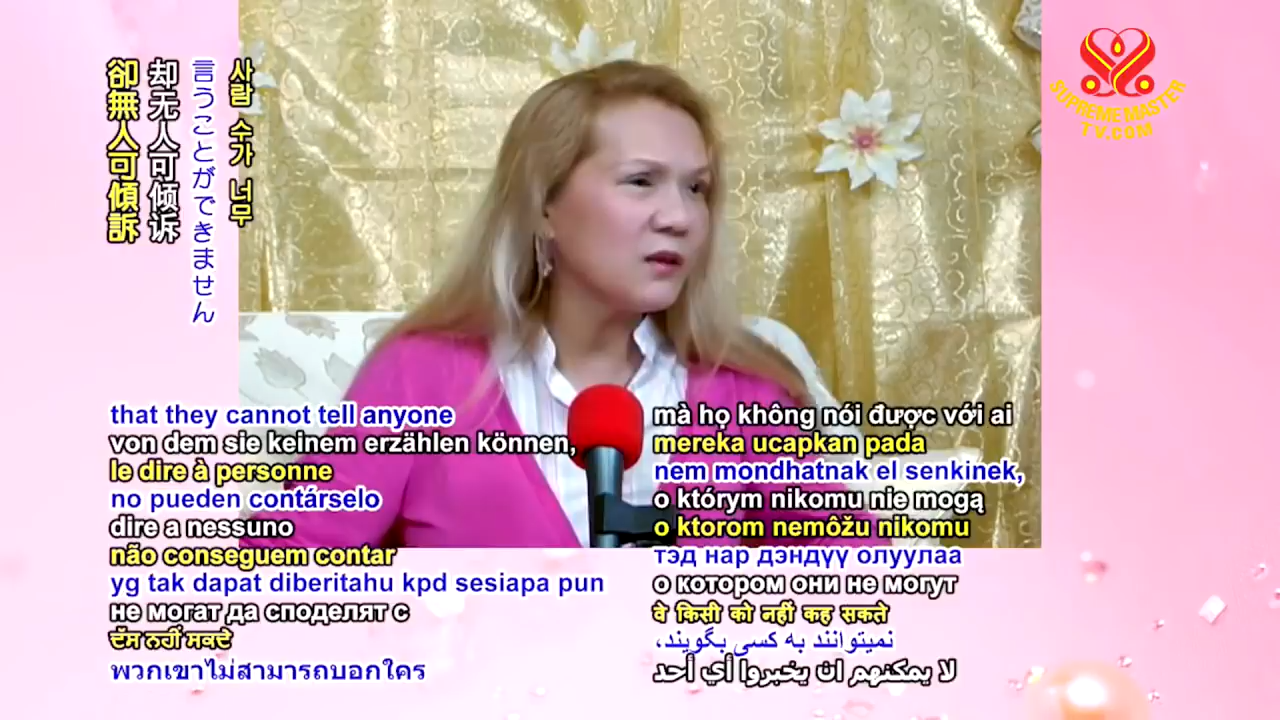 卻無人可傾訴
却无人可倾诉
言うことができません
사람 수가 너무
SUPREME MASTER
TV.COM
that they cannot tell anyone
von dem sie keinem erzählen können,
le dire à personne
no pueden contárselo
dire a nessuno
não conseguem contar
yg tak dapat diberitahu kpd sesiapa pun
не могат да споделят с
ਦੱਸ ਨਹੀਂ ਸਕਦੇ
พวกเขาไม่สามารถบอกใคร
mà họ không nói được với ai
mereka ucapkan pada
nem mondhatnak el senkinek,
o którym nikomu nie mogą
o ktorom nemôžu nikomu
тэд нар дэндүү олуулаа
о котором они не могут
वे किसी को नहीं कह सकते
نمیتوانند به کسی بگویند،
لا يمكنهم ان يخبروا أي أحد